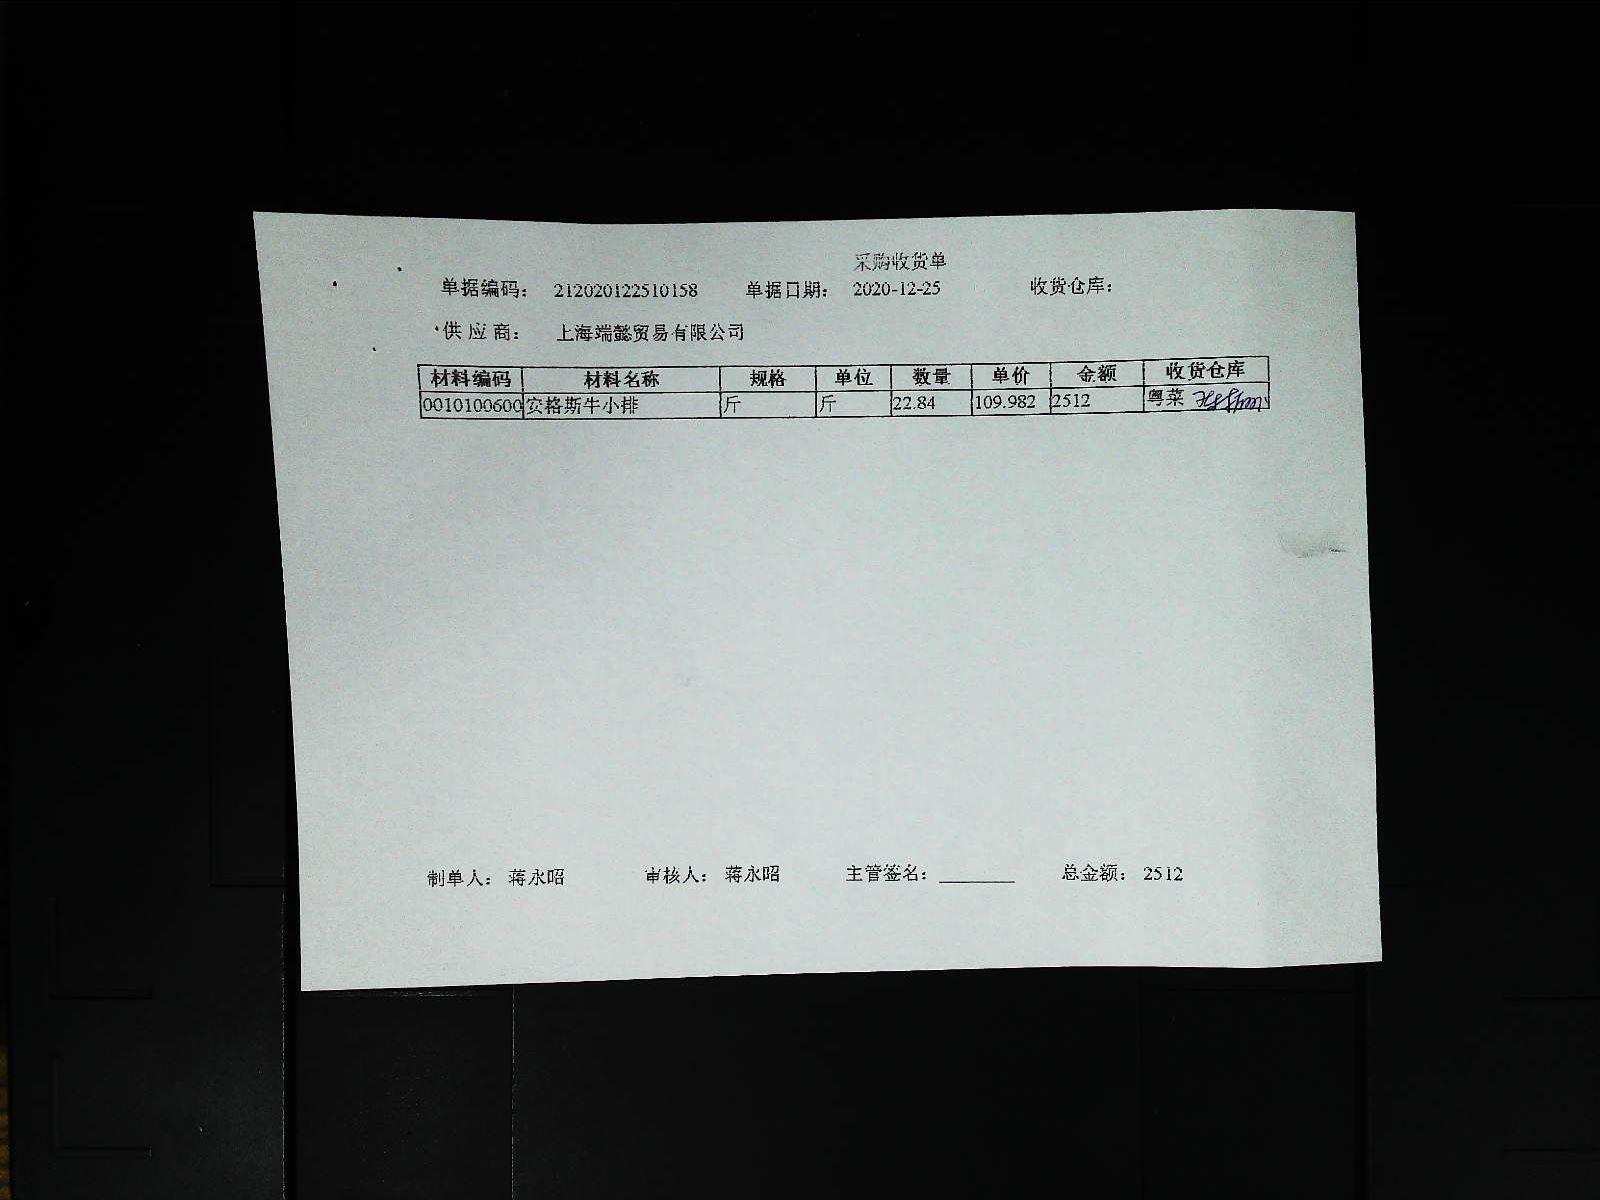 采购收货单
单据编码： 212020122510158 单据日期： 2020-12-25 收货仓库：
供应商： 上海端懿贸易有限公司
材料编码 材料名称 规格 单位 数量 单价 金额 收货仓库
0010100600 安格斯牛小排 斤 斤 22.84 109.982 2512 粤菜
制单人： 蒋永昭 审核人： 蒋永昭 主管签名： 总金额： 2512